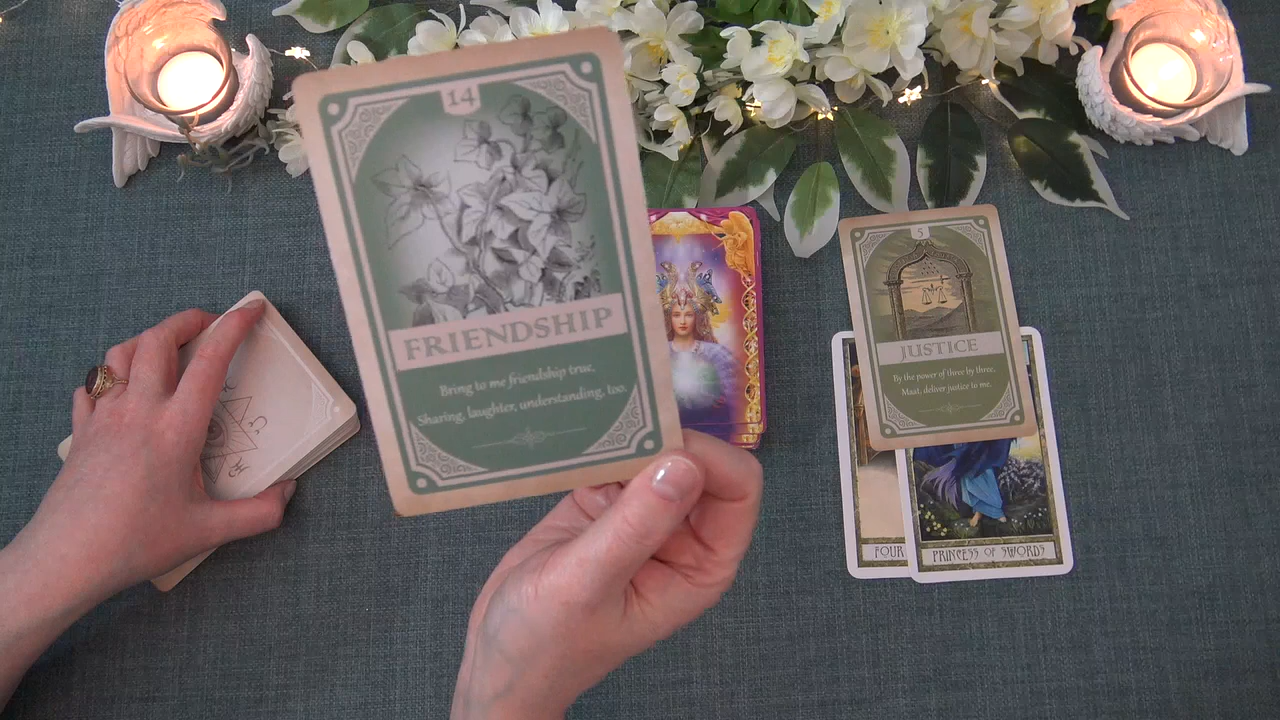 14
FRIENDSHIP
Bring to me friendship true,
Sharing, laughter, understanding, too.
5
JUSTICE
By the power of three by three,
Maat, deliver justice to me.
FOUR
PRINCESS OF SWORDS